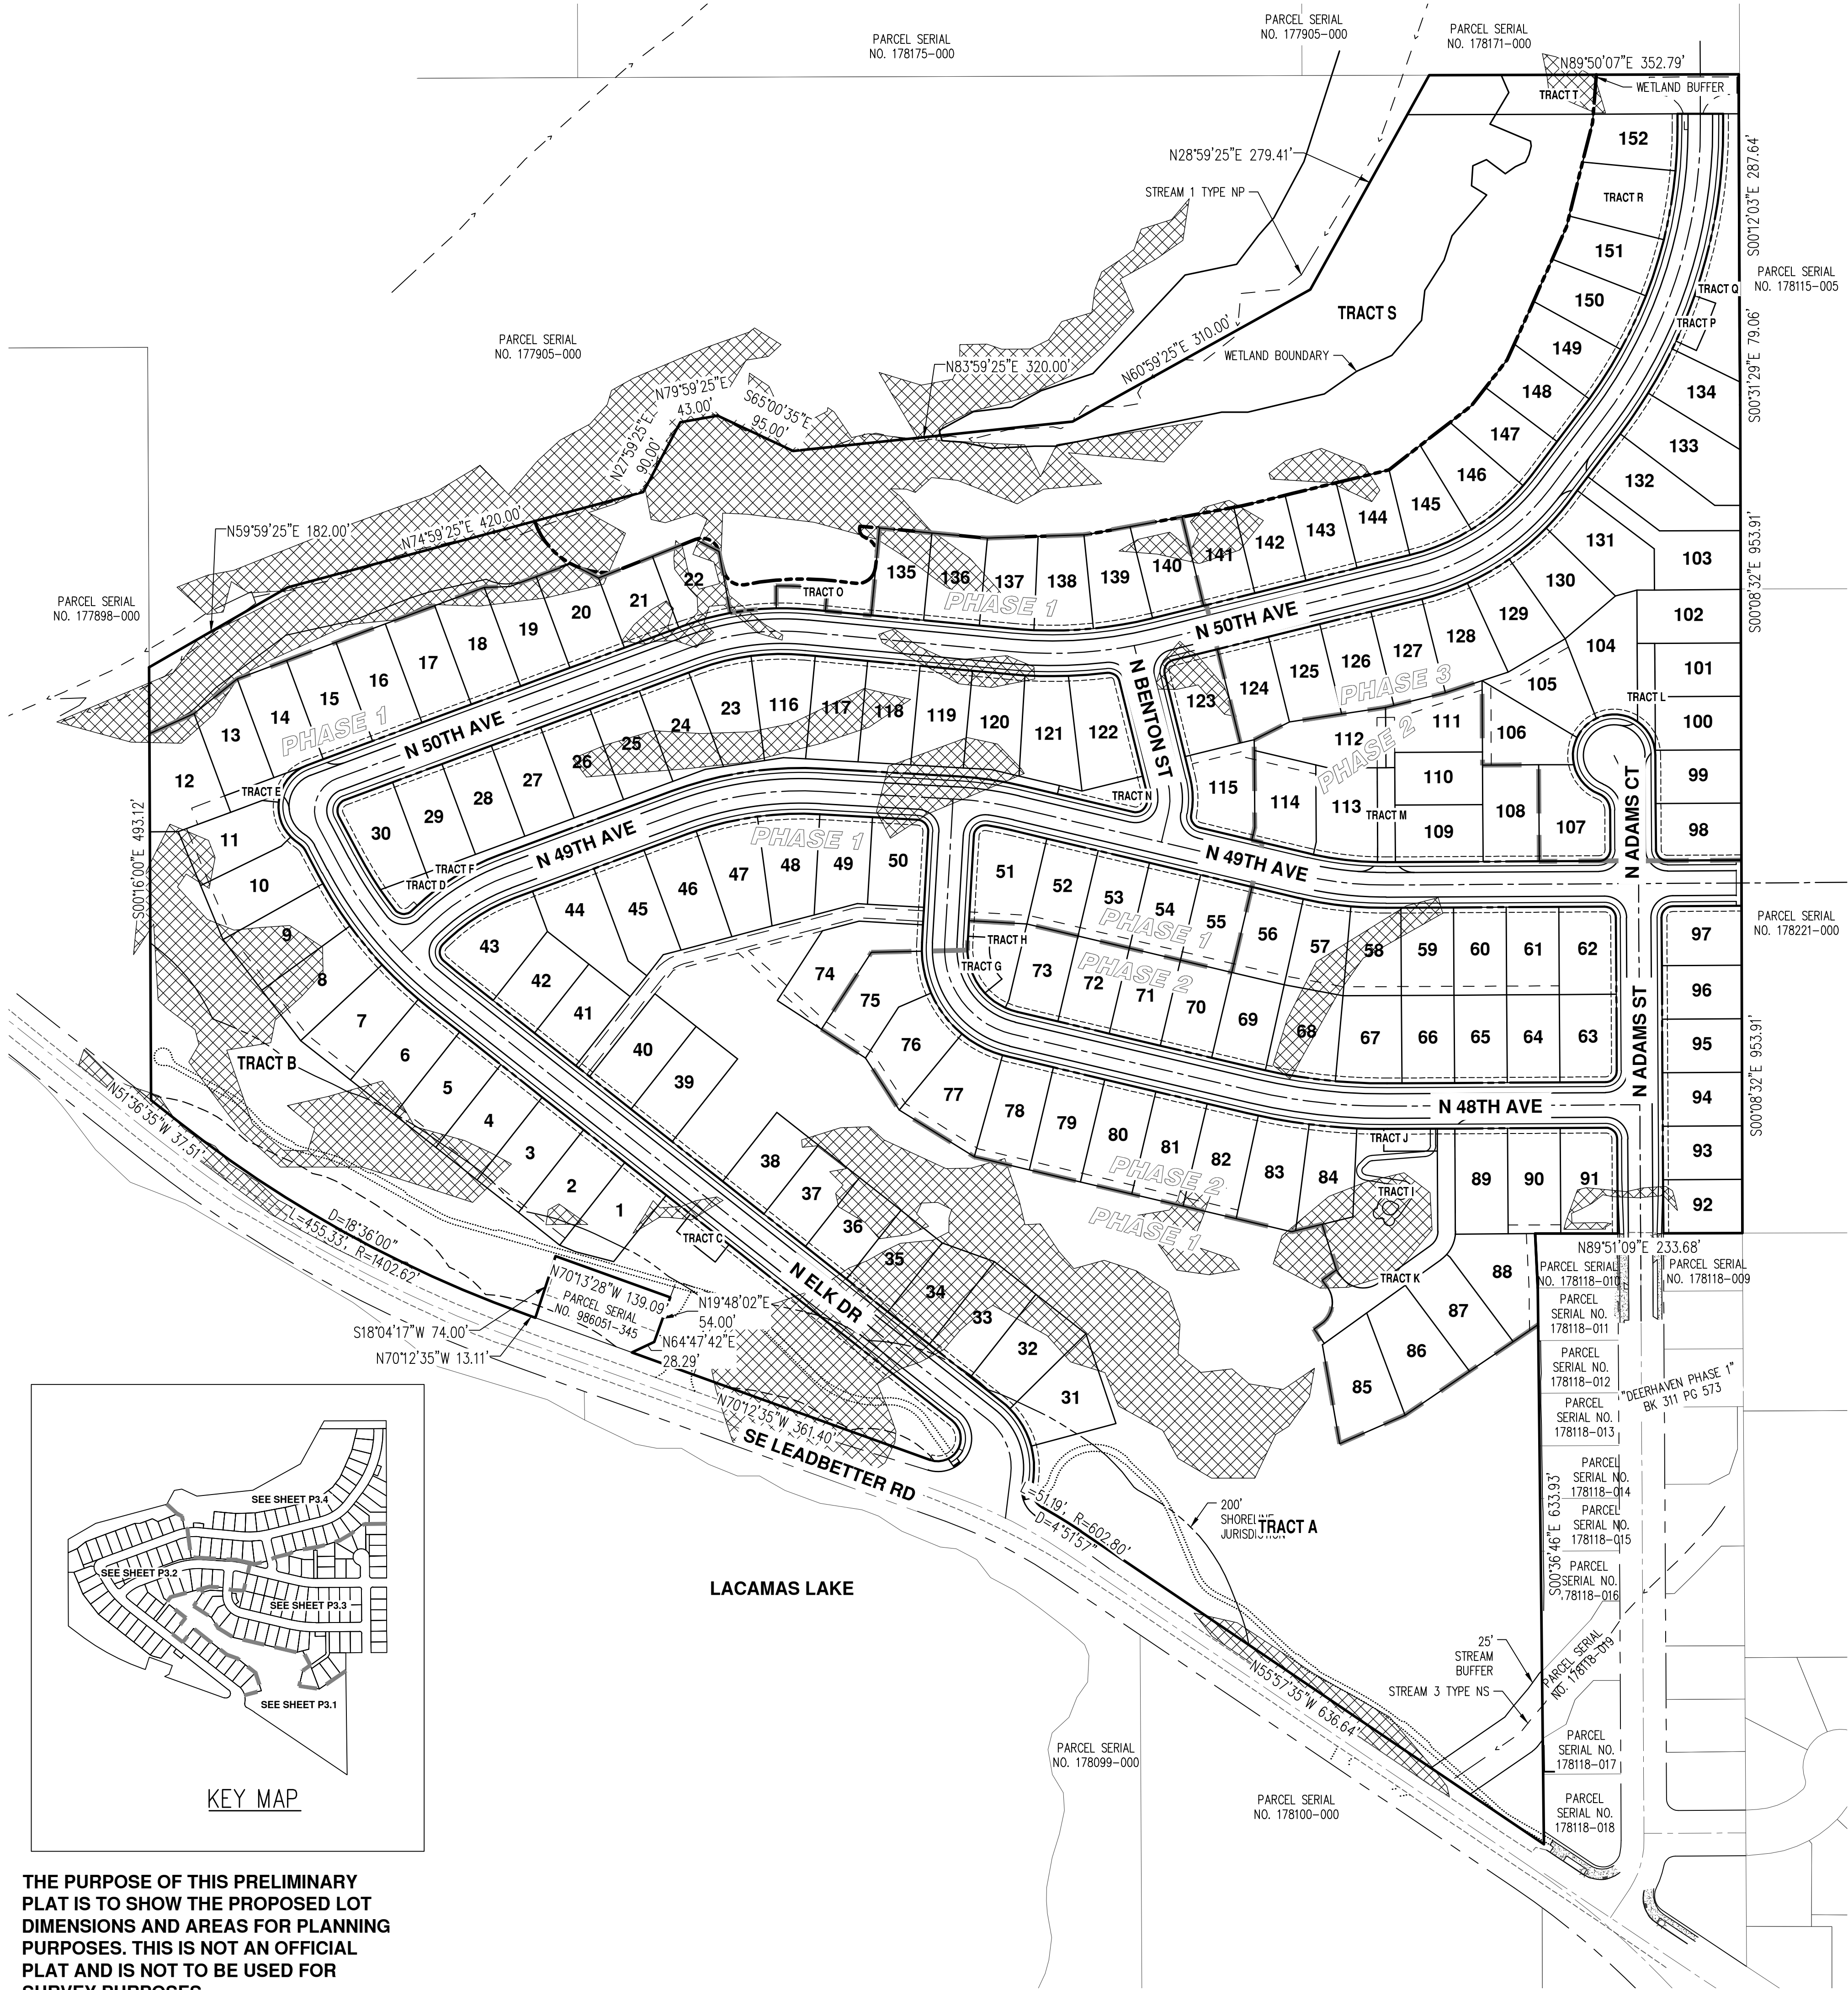 PARCEL SERIAL
NO. 178175-000
PARCEL SERIAL
NO. 177905-000
PARCEL SERIAL
NO. 178171-000
N89°50'07"E 352.79'
WETLAND BUFFER
TRACT T
152
N28°59'25"E 279.41'
STREAM 1 TYPE NP
TRACT R
S00°12'03"E 287.64'
151
PARCEL SERIAL
NO. 178115-005
TRACT Q
150
TRACT S
TRACT P
S00°31'29"E 79.06'
PARCEL SERIAL
NO. 177905-000
N60°59'25"E 310.00'
WETLAND BOUNDARY
149
N83°59'25"E 320.00'
N79°59'25"E
43.00'
S65°00'35"E
95.00'
N27°59'25"E
90.00'
148
134
147
133
146
132
145
144
143
142
141
140
139
138
137
136
135
131
103
S00°08'32"E 953.91'
N59°59'25"E 182.00'
N74°59'25"E 420.00'
PARCEL SERIAL
NO. 177898-000
22
21
20
19
18
17
16
15
14
13
12
TRACT O
PHASE 1
N 50TH AVE
130
129
128
127
126
125
124
123
102
104
101
105
TRACT L
100
PHASE 3
PHASE 1
N 50TH AVE
N BENTON ST
23
116
117
118
119
120
121
122
24
25
26
27
28
29
30
111
112
PHASE 2
106
110
99
115
114
113
TRACT M
109
108
107
98
N ADAMS CT
TRACT E
TRACT N
TRACT F
TRACT D
N 49TH AVE
PHASE 1
N 49TH AVE
S00°16'00"E 493.12'
11
10
9
8
7
6
5
4
3
2
1
43
44
45
46
47
48
49
50
51
52
53
54
55
56
57
58
59
60
61
62
97
PARCEL SERIAL
NO. 178221-000
PHASE 1
TRACT H
TRACT G
PHASE 2
42
41
40
39
74
75
76
77
73
72
71
70
69
68
67
66
65
64
63
96
95
94
93
92
N ADAMS ST
S00°08'32"E 953.91'
N 48TH AVE
TRACT B
N51°36'35"W 37.51'
78
79
80
81
82
83
84
TRACT J
TRACT I
89
90
91
PHASE 2
PHASE 1
38
37
36
35
34
33
32
31
TRACT C
N ELK DR
D=18°36'00"
L=455.33', R=1402.62'
N70°13'28"W 139.09'
PARCEL SERIAL
NO. 986051-345
N19°48'02"E
54.00'
N64°47'42"E
28.29'
S18°04'17"W 74.00'
N70°12'35"W 13.11'
N70°12'35"W 361.40'
SE LEADBETTER RD
TRACT K
88
87
86
85
N89°51'09"E 233.68'
PARCEL SERIAL
NO. 178118-010
PARCEL SERIAL
NO. 178118-009
PARCEL
SERIAL NO.
178118-011
PARCEL
SERIAL NO.
178118-012
"DEERHAVEN PHASE 1"
BK 311 PG 573
PARCEL
SERIAL NO.
178118-013
PARCEL
SERIAL NO.
178118-014
PARCEL
SERIAL NO.
178118-015
PARCEL
SERIAL NO.
178118-016
S00°36'46"E 633.93'
=51.19', R=602.80'
D=4°51'57"
200'
SHORELINE
JURISDICTION
TRACT A
LACAMAS LAKE
N55°57'35"W 636.64'
25'
STREAM
BUFFER
STREAM 3 TYPE NS
PARCEL SERIAL
NO. 178118-019
PARCEL
SERIAL NO.
178118-017
PARCEL
SERIAL NO.
178118-018
PARCEL SERIAL
NO. 178099-000
PARCEL SERIAL
NO. 178100-000
SEE SHEET P3.4
SEE SHEET P3.2
SEE SHEET P3.3
SEE SHEET P3.1
KEY MAP
THE PURPOSE OF THIS PRELIMINARY
PLAT IS TO SHOW THE PROPOSED LOT
DIMENSIONS AND AREAS FOR PLANNING
PURPOSES. THIS IS NOT AN OFFICIAL
PLAT AND IS NOT TO BE USED FOR
SURVEY PURPOSES